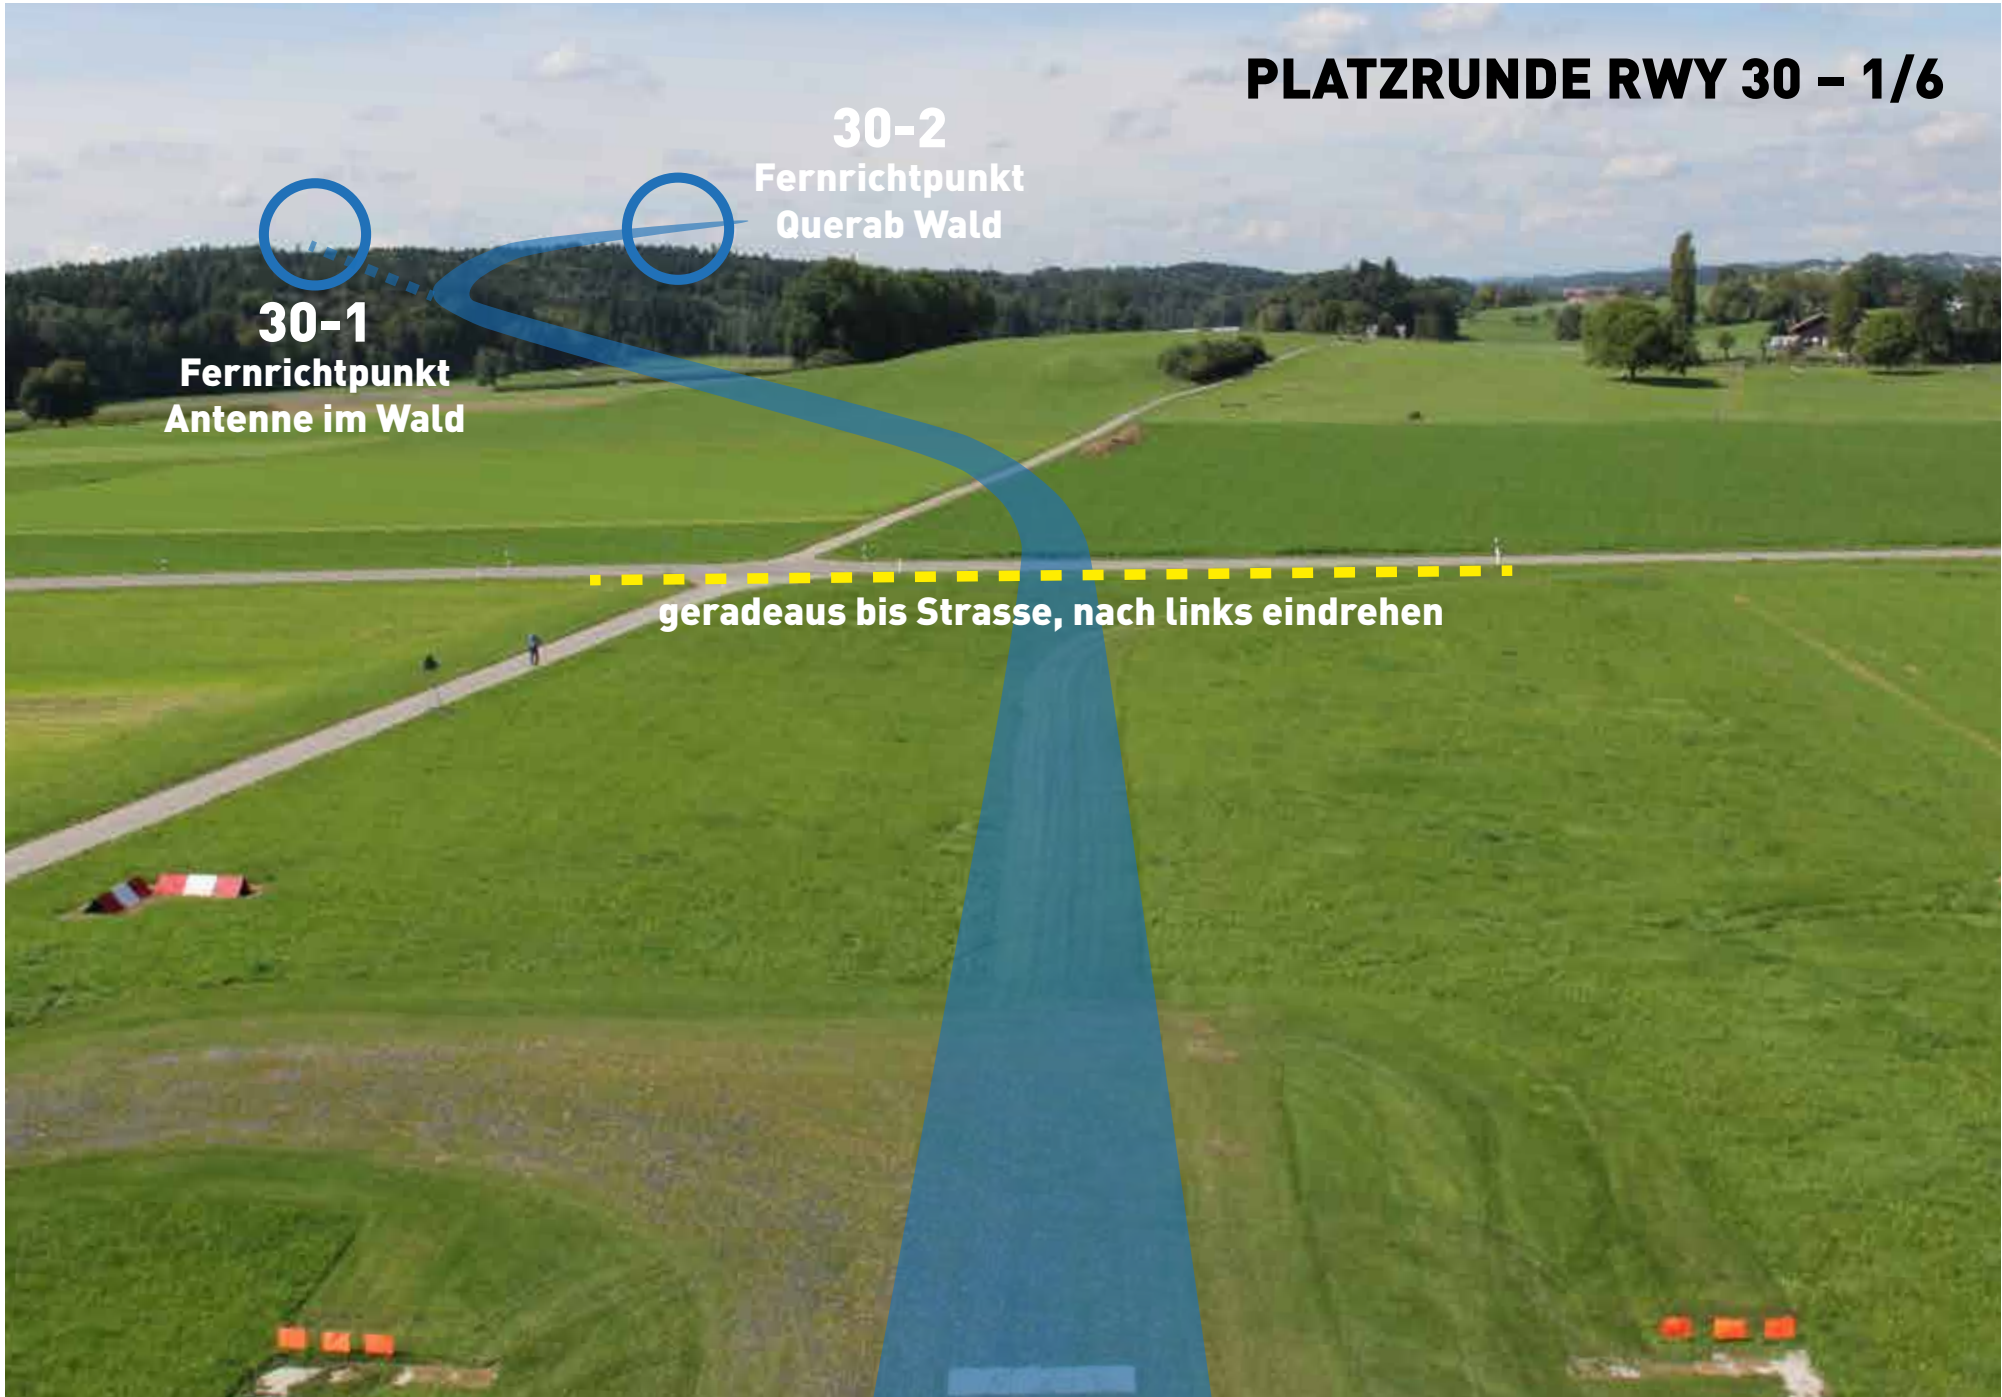 PLATZRUNDE RWY 30 – 1/6
30-2
Fernrichtpunkt
Querab Wald
30-1
Fernrichtpunkt
Antenne im Wald
geradeaus bis Strasse, nach links eindrehen